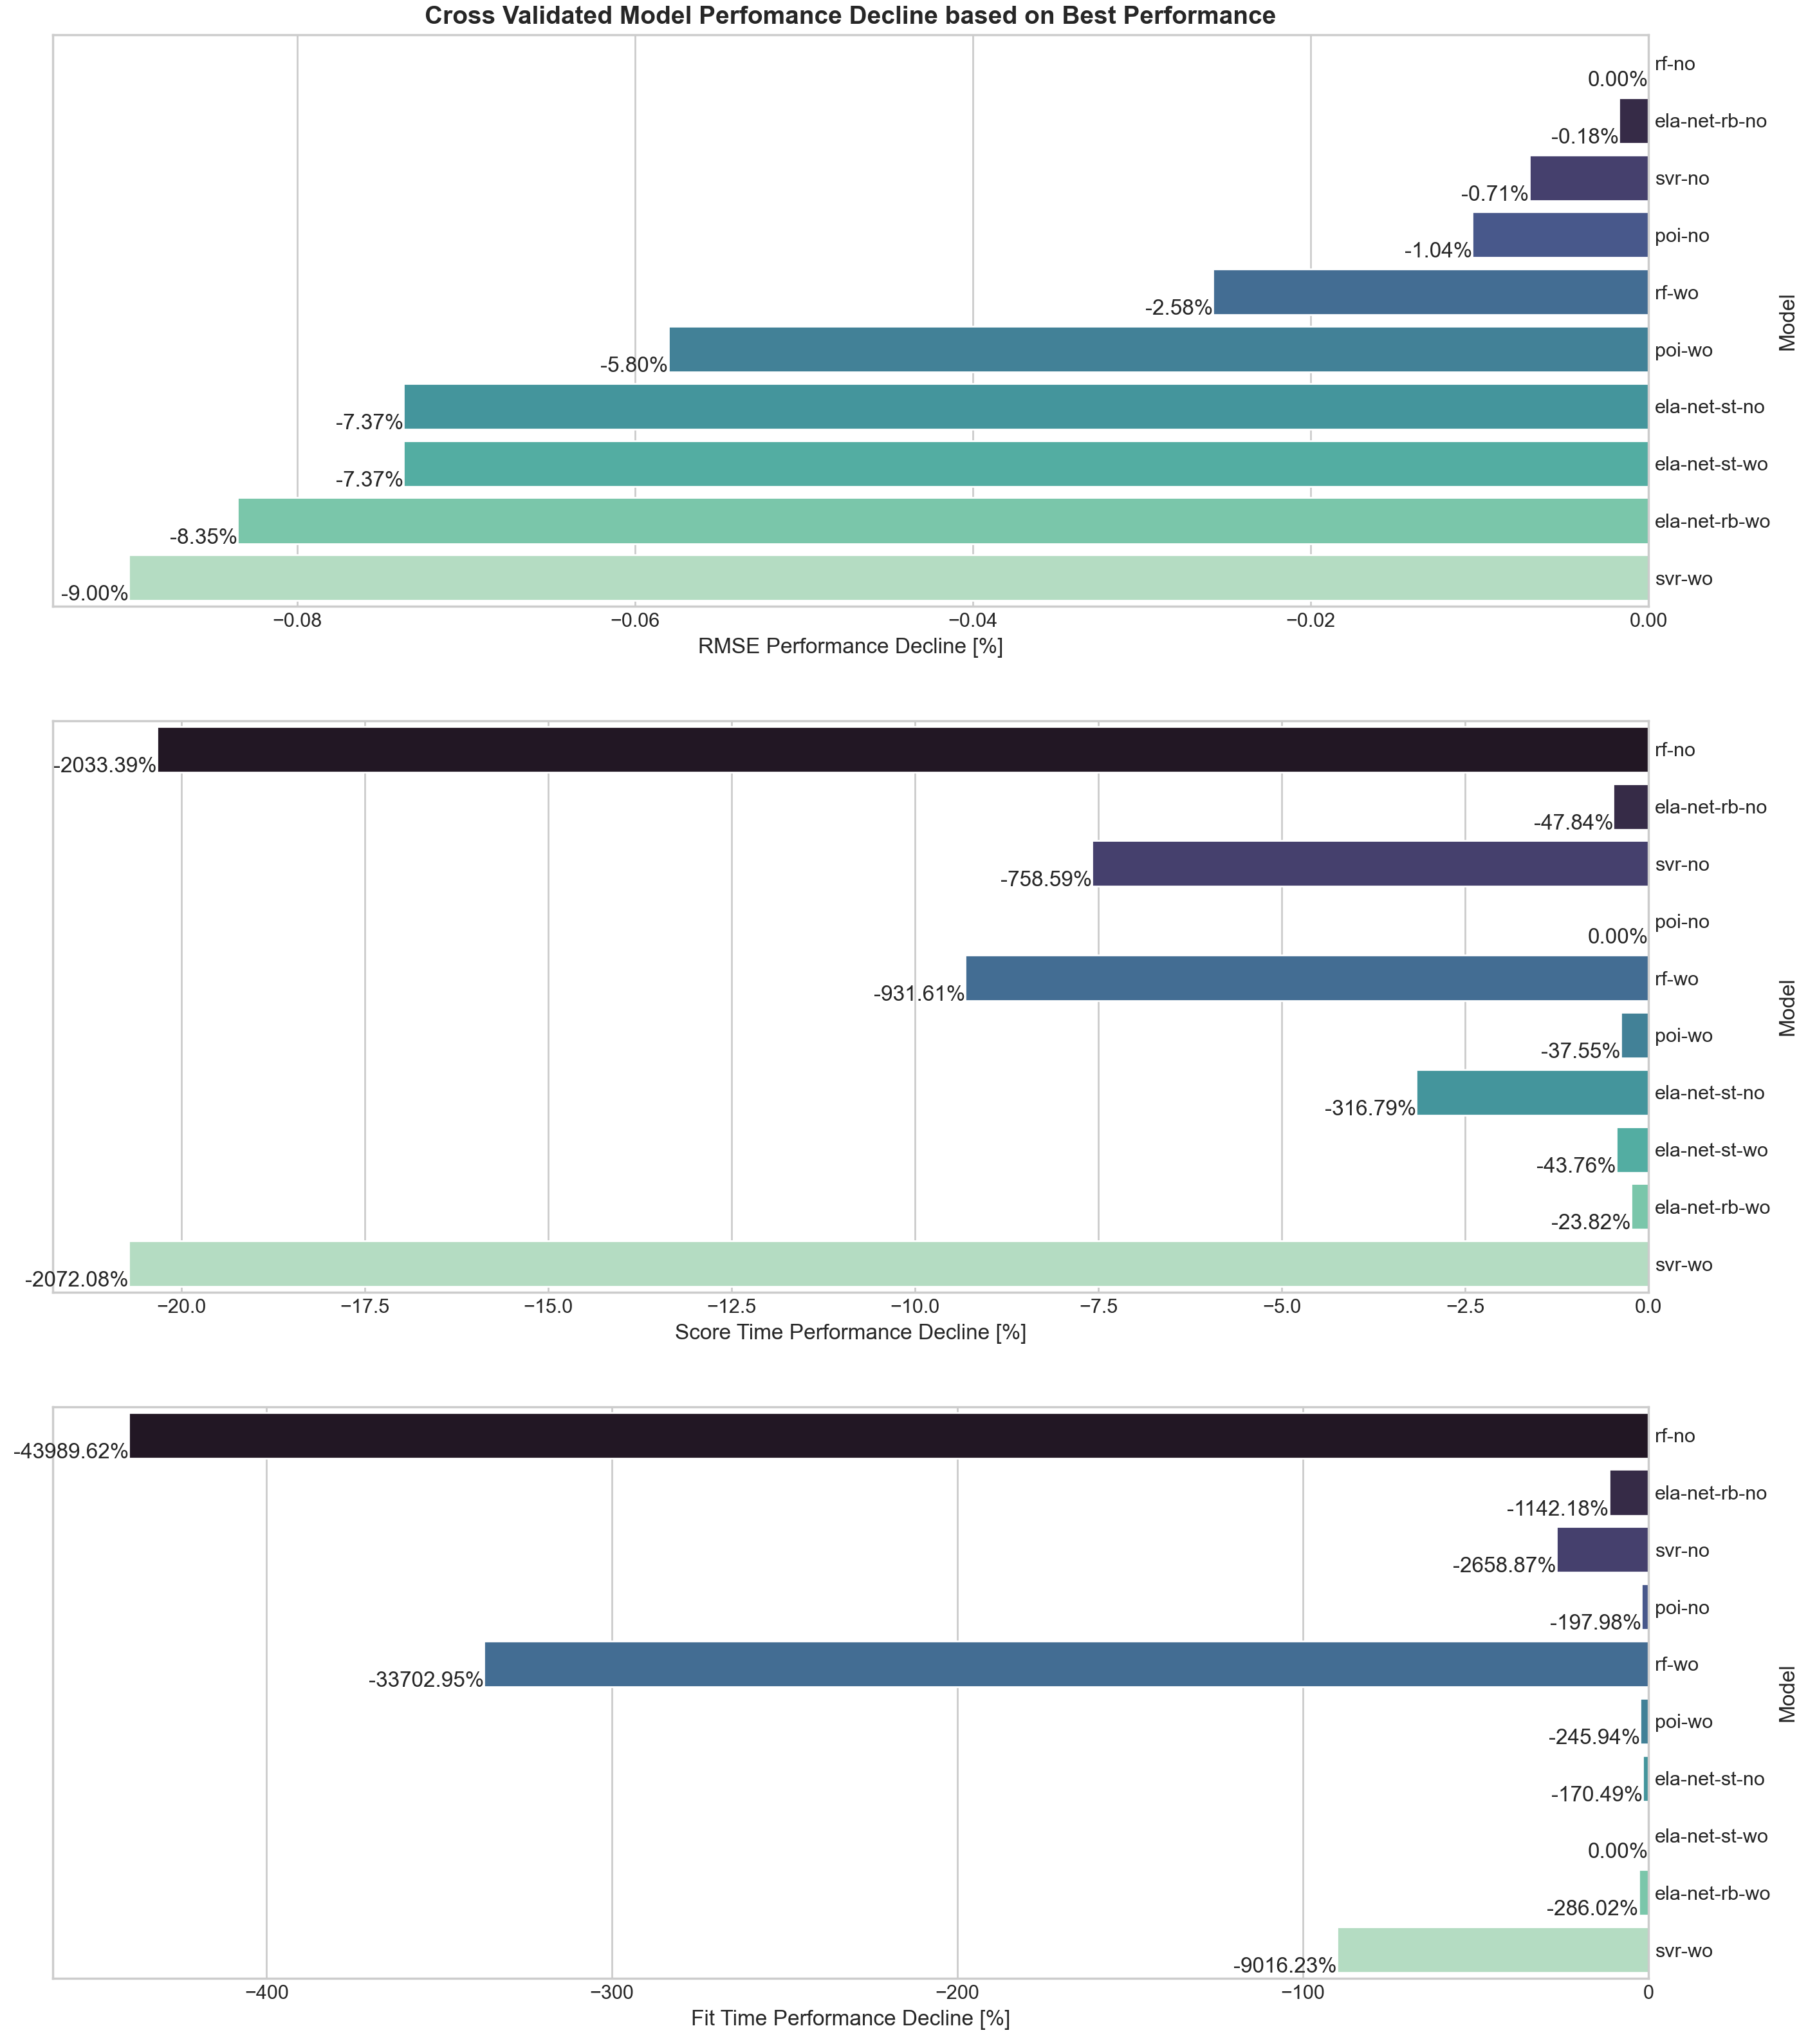 Cross Validated Model Perfomance Decline based on Best Performance
rf-no
0.00%
ela-net-rb-no
-0.18%
svr-no
-0.71%
poi-no
-1.04%
rf-wo
-2.58%
Model
poi-wo
-5.80%
ela-net-st-no
-7.37%
ela-net-st-wo
-7.37%
ela-net-rb-wo
-8.35%
svr-wo
-9.00%
−0.08 −0.06 −0.04 −0.02 0.00
RMSE Performance Decline [%]
rf-no
-2033.39%
ela-net-rb-no
-47.84%
svr-no
-758.59%
poi-no
0.00%
rf-wo
-931.61%
Model
poi-wo
-37.55%
ela-net-st-no
-316.79%
ela-net-st-wo
-43.76%
ela-net-rb-wo
-23.82%
svr-wo
-2072.08%
−20.0 −17.5 −15.0 −12.5 −10.0 −7.5 −5.0 −2.5 0.0
Score Time Performance Decline [%]
rf-no
-43989.62%
ela-net-rb-no
-1142.18%
svr-no
-2658.87%
poi-no
-197.98%
rf-wo
-33702.95%
Model
poi-wo
-245.94%
ela-net-st-no
-170.49%
ela-net-st-wo
0.00%
ela-net-rb-wo
-286.02%
svr-wo
-9016.23%
−400 −300 −200 −100 0
Fit Time Performance Decline [%]